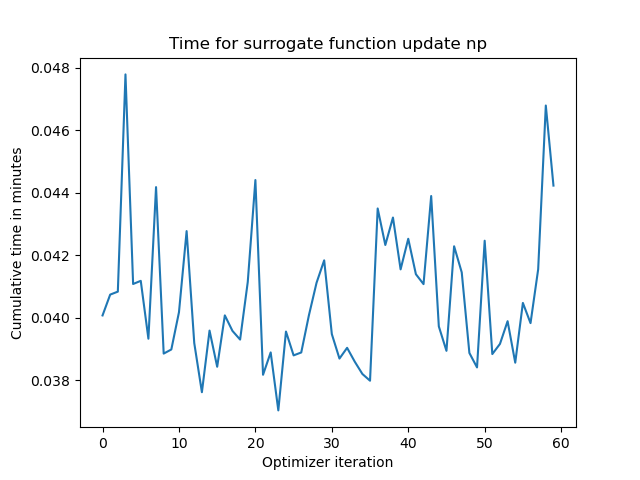 Time for surrogate function update np
Cumulative time in minutes
0.048
0.046
0.044
0.042
0.040
0.038
0 10 20 30 40 50 60
Optimizer iteration